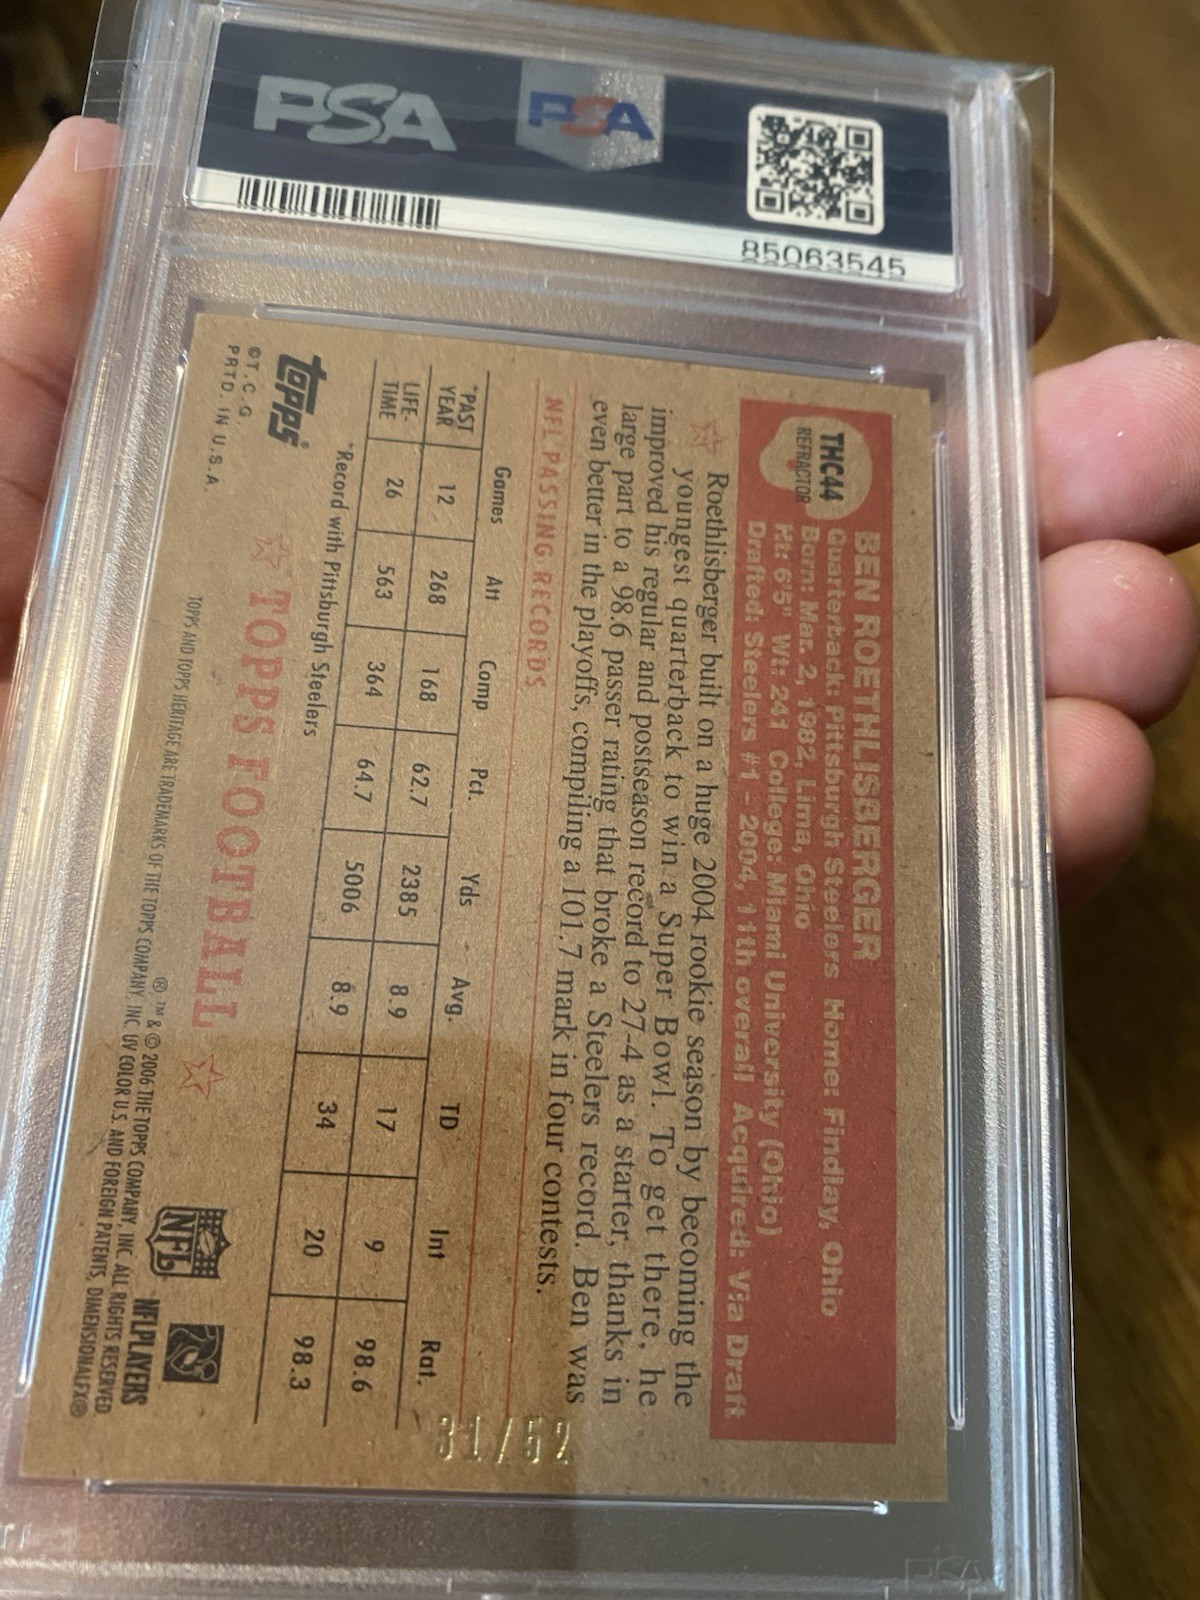 PSA
PSA
85063545
THC44
REFRACTOR
BEN ROETHLISBERGER
Quarterback: Pittsburgh Steelers Home: Findlay, Ohio
Born: Mar. 2, 1982, Lima, Ohio
Ht: 6'5" Wt: 241 College: Miami University (Ohio)
Drafted: Steelers #1 - 2004, 11th overall Acquired: Via Draft
Roethlisberger built on a huge 2004 rookie season by becoming the
youngest quarterback to win a Super Bowl. To get there, he
improved his regular and postseason record to 27-4 as a starter, thanks in
large part to a 98.6 passer rating that broke a Steelers record. Ben was
even better in the playoffs, compiling a 101.7 mark in four contests.
NFL PASSING RECORDS
Games Att Comp Pct. Yds Avg. TD Int Rat.
*PAST YEAR 12 268 168 62.7 2385 8.9 17 9 98.6
LIFE-TIME 26 563 364 64.7 5006 8.9 34 20 98.3
*Record with Pittsburgh Steelers
31/52
topps®
©T.C.G.
PRTD. IN U.S.A.
☆ TOPPS FOOTBALL ☆
NFL
NFLPLAYERS
® ™ & © 2006 THE TOPPS COMPANY, INC. ALL RIGHTS RESERVED
TOPPS AND TOPPS HERITAGE ARE TRADEMARKS OF THE TOPPS COMPANY, INC. UV COLOR U.S. AND FOREIGN PATENTS, DIMENSIONALFX®
PSA